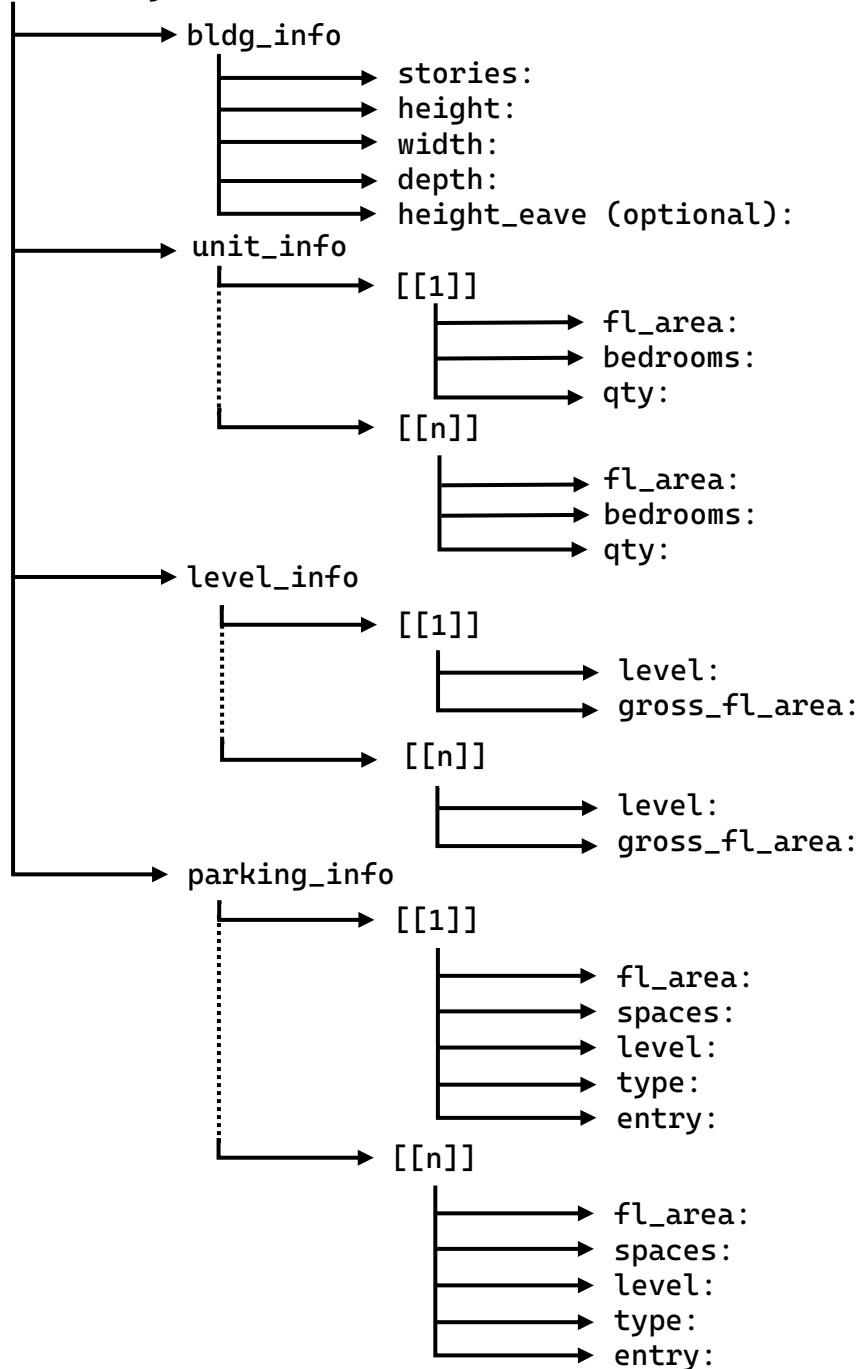 bldg_info
stories:
height:
width:
depth:
height_eave (optional):
unit_info
[[1]]
fl_area:
bedrooms:
qty:
[[n]]
fl_area:
bedrooms:
qty:
level_info
[[1]]
level:
gross_fl_area:
[[n]]
level:
gross_fl_area:
parking_info
[[1]]
fl_area:
spaces:
level:
type:
entry:
[[n]]
fl_area:
spaces:
level:
type:
entry: